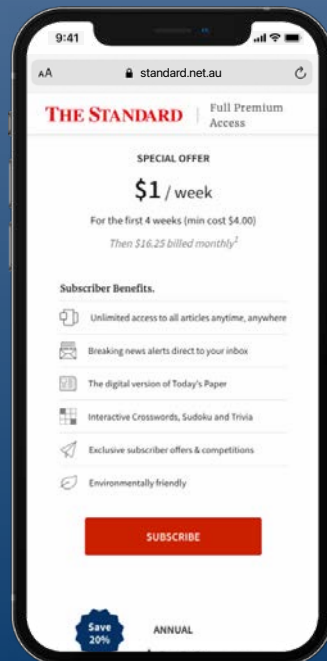 9:41
AA standard.net.au
THE STANDARD Full Premium
Access
SPECIAL OFFER
$1 / week
For the first 4 weeks (min cost $4.00)
Then $16.25 billed monthly¹
Subscriber Benefits.
Unlimited access to all articles anytime, anywhere
Breaking news alerts direct to your inbox
The digital version of Today's Paper
Interactive Crosswords, Sudoku and Trivia
Exclusive subscriber offers & competitions
Environmentally friendly
SUBSCRIBE
Save
20%
ANNUAL